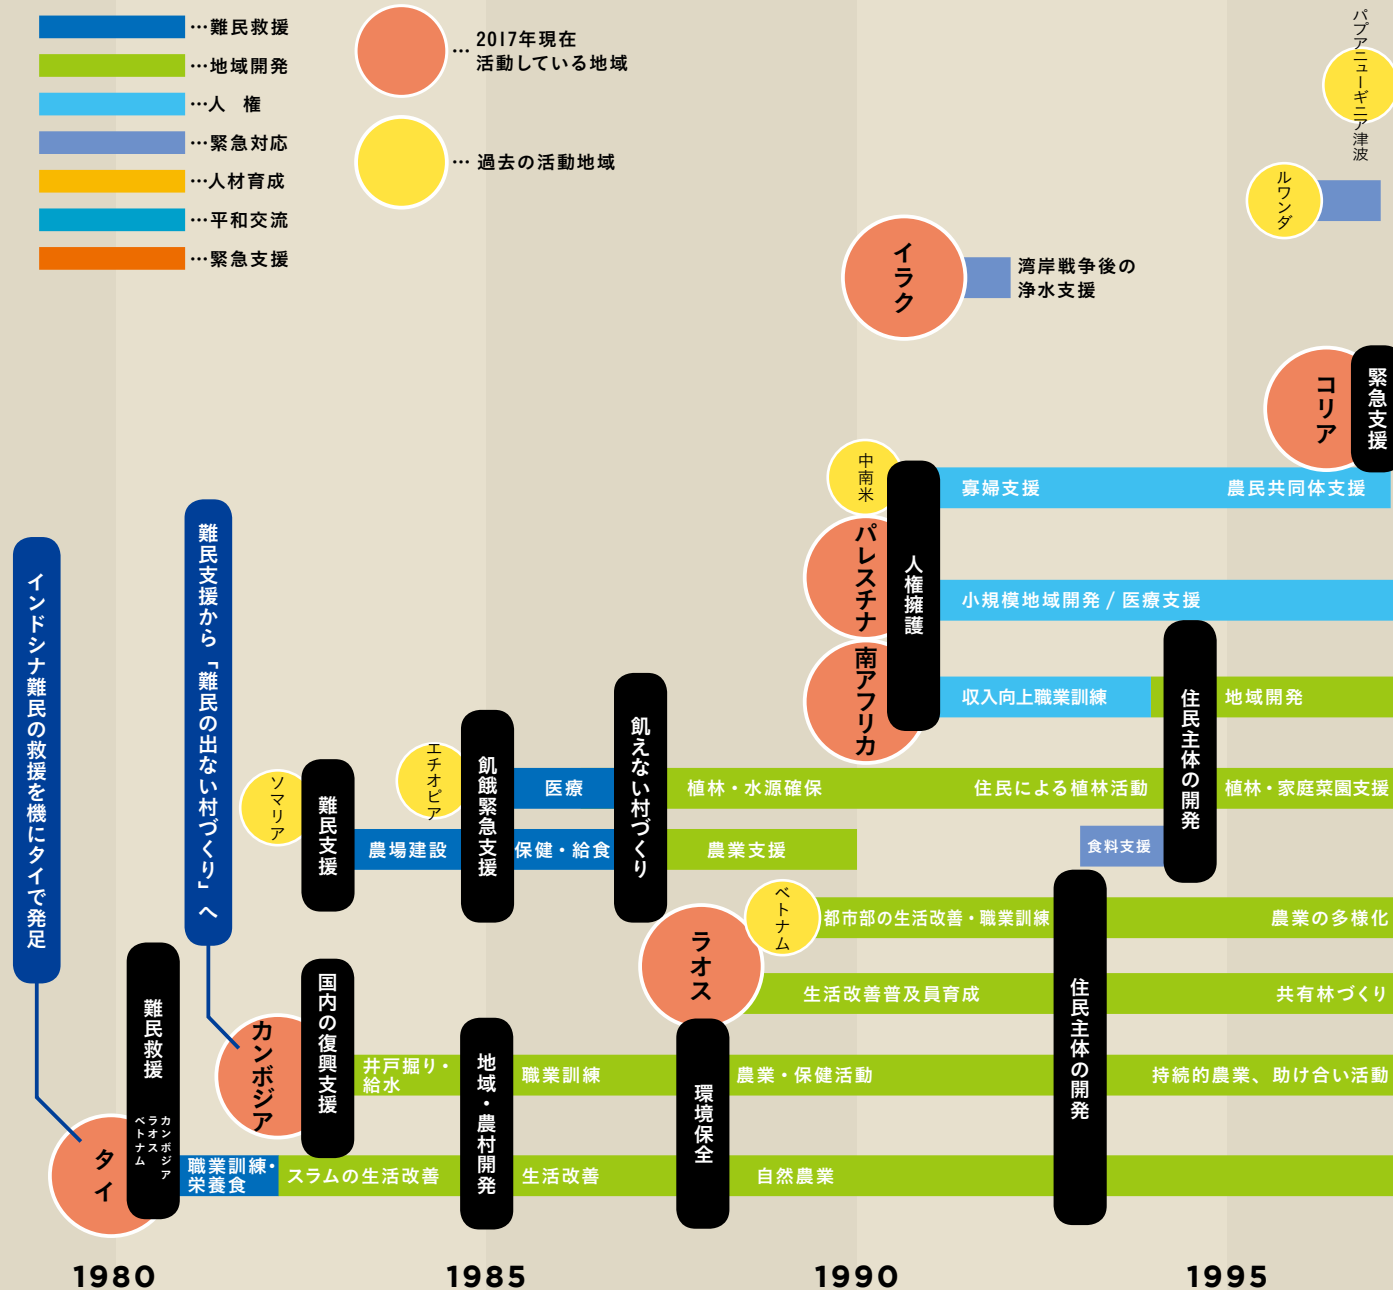 …難民救援
…地域開発
…人　権
…緊急対応
…人材育成
…平和交流
…緊急支援
…2017年現在
活動している地域
…過去の活動地域
パプアニューギニア津波
ルワンダ
イラク
湾岸戦争後の
浄水支援
コリア
緊急支援
中南米
パレスチナ
南アフリカ
人権擁護
寡婦支援
農民共同体支援
小規模地域開発 / 医療支援
収入向上職業訓練
地域開発
住民主体の開発
インドシナ難民の救援を機にタイで発足
難民支援から「難民の出ない村づくり」へ
ソマリア
難民支援
エチオピア
飢餓緊急支援
飢えない村づくり
医療
植林・水源確保
住民による植林活動
植林・家庭菜園支援
農場建設
保健・給食
農業支援
食料支援
ベトナム
都市部の生活改善・職業訓練
農業の多様化
ラオス
生活改善普及員育成
共有林づくり
住民主体の開発
カンボジア
国内の復興支援
井戸掘り・
給水
地域・農村開発
職業訓練
環境保全
農業・保健活動
持続的農業、助け合い活動
タイ
難民救援
カンボジア
ラオス
ベトナム
職業訓練・
栄養食
スラムの生活改善
生活改善
自然農業
1980
1985
1990
1995